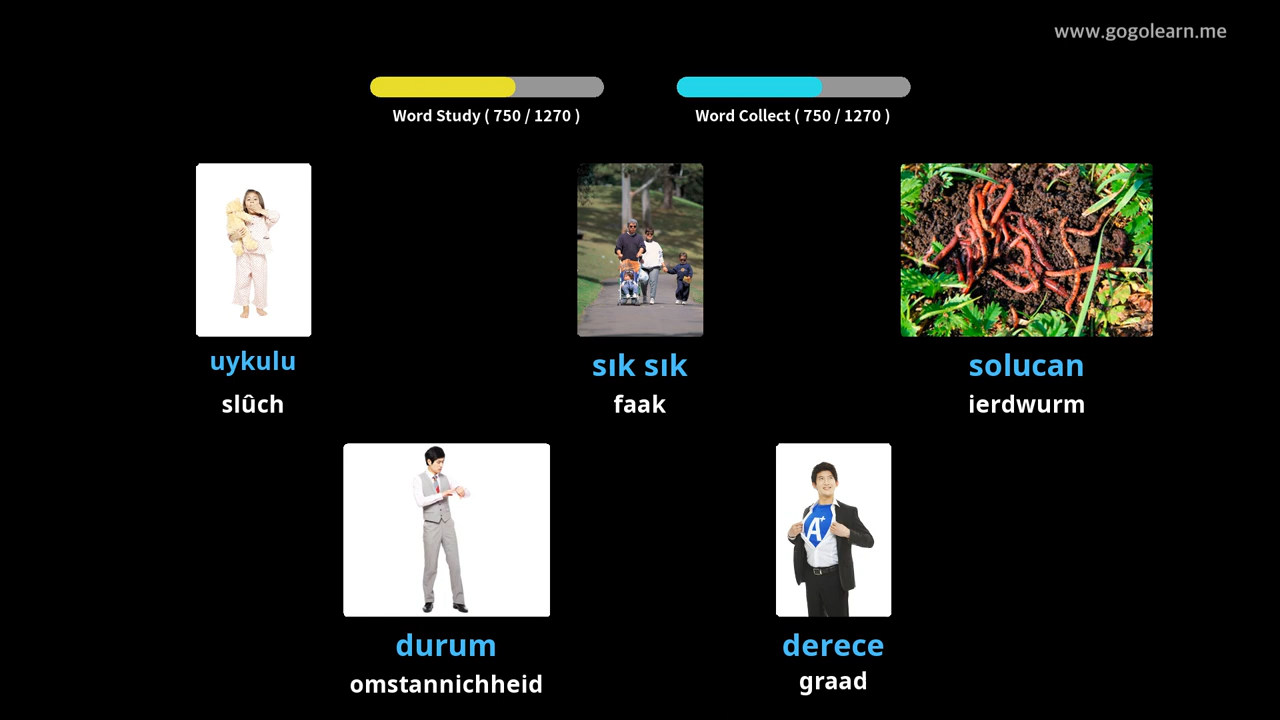 www.gogolearn.me
Word Study ( 750 / 1270 )
Word Collect ( 750 / 1270 )
uykulu
slûch
sık sık
faak
solucan
ierdwurm
A+
durum
omstannichheid
derece
graad